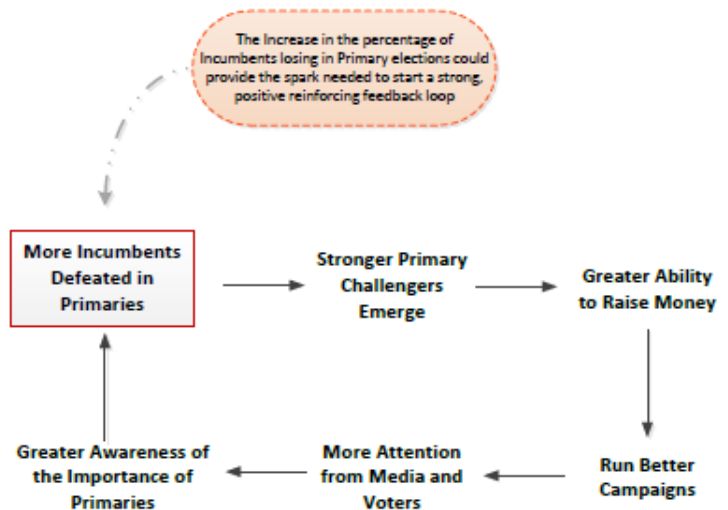 The Increase in the percentage of
Incumbents losing in Primary elections could
provide the spark needed to start a strong,
positive reinforcing feedback loop
More Incumbents
Defeated in
Primaries
Stronger Primary
Challengers
Emerge
Greater Ability
to Raise Money
Greater Awareness of
the Importance of
Primaries
More Attention
from Media and
Voters
Run Better
Campaigns